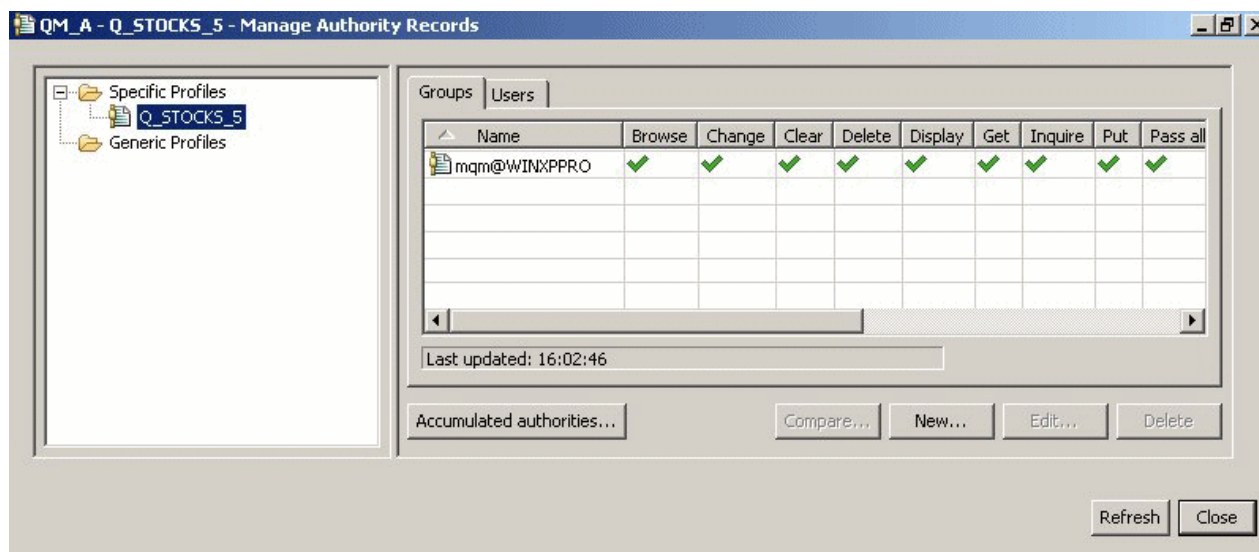 QM_A - Q_STOCKS_5 - Manage Authority Records
Specific Profiles
Q_STOCKS_5
Generic Profiles
Groups Users
Name Browse Change Clear Delete Display Get Inquire Put Pass all
mqm@WINXPPRO
Last updated: 16:02:46
Accumulated authorities... Compare... New... Edit... Delete
Refresh Close